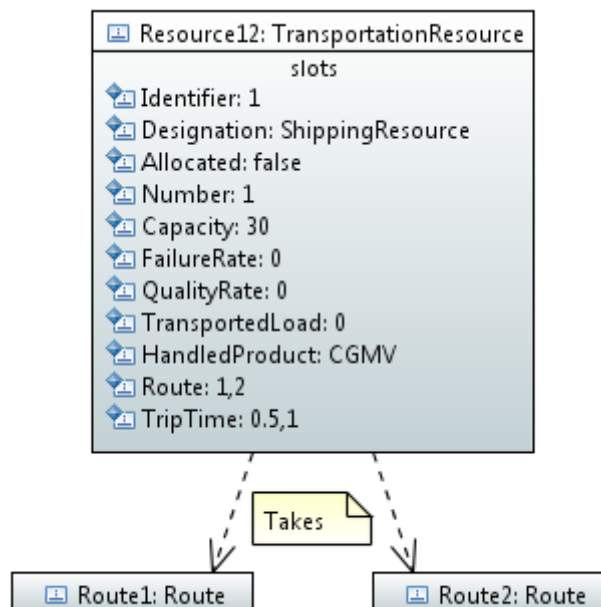 Resource12: TransportationResource
slots
Identifier: 1
Designation: ShippingResource
Allocated: false
Number: 1
Capacity: 30
FailureRate: 0
QualityRate: 0
TransportedLoad: 0
HandledProduct: CGMV
Route: 1,2
TripTime: 0.5,1
Takes
Route1: Route
Route2: Route